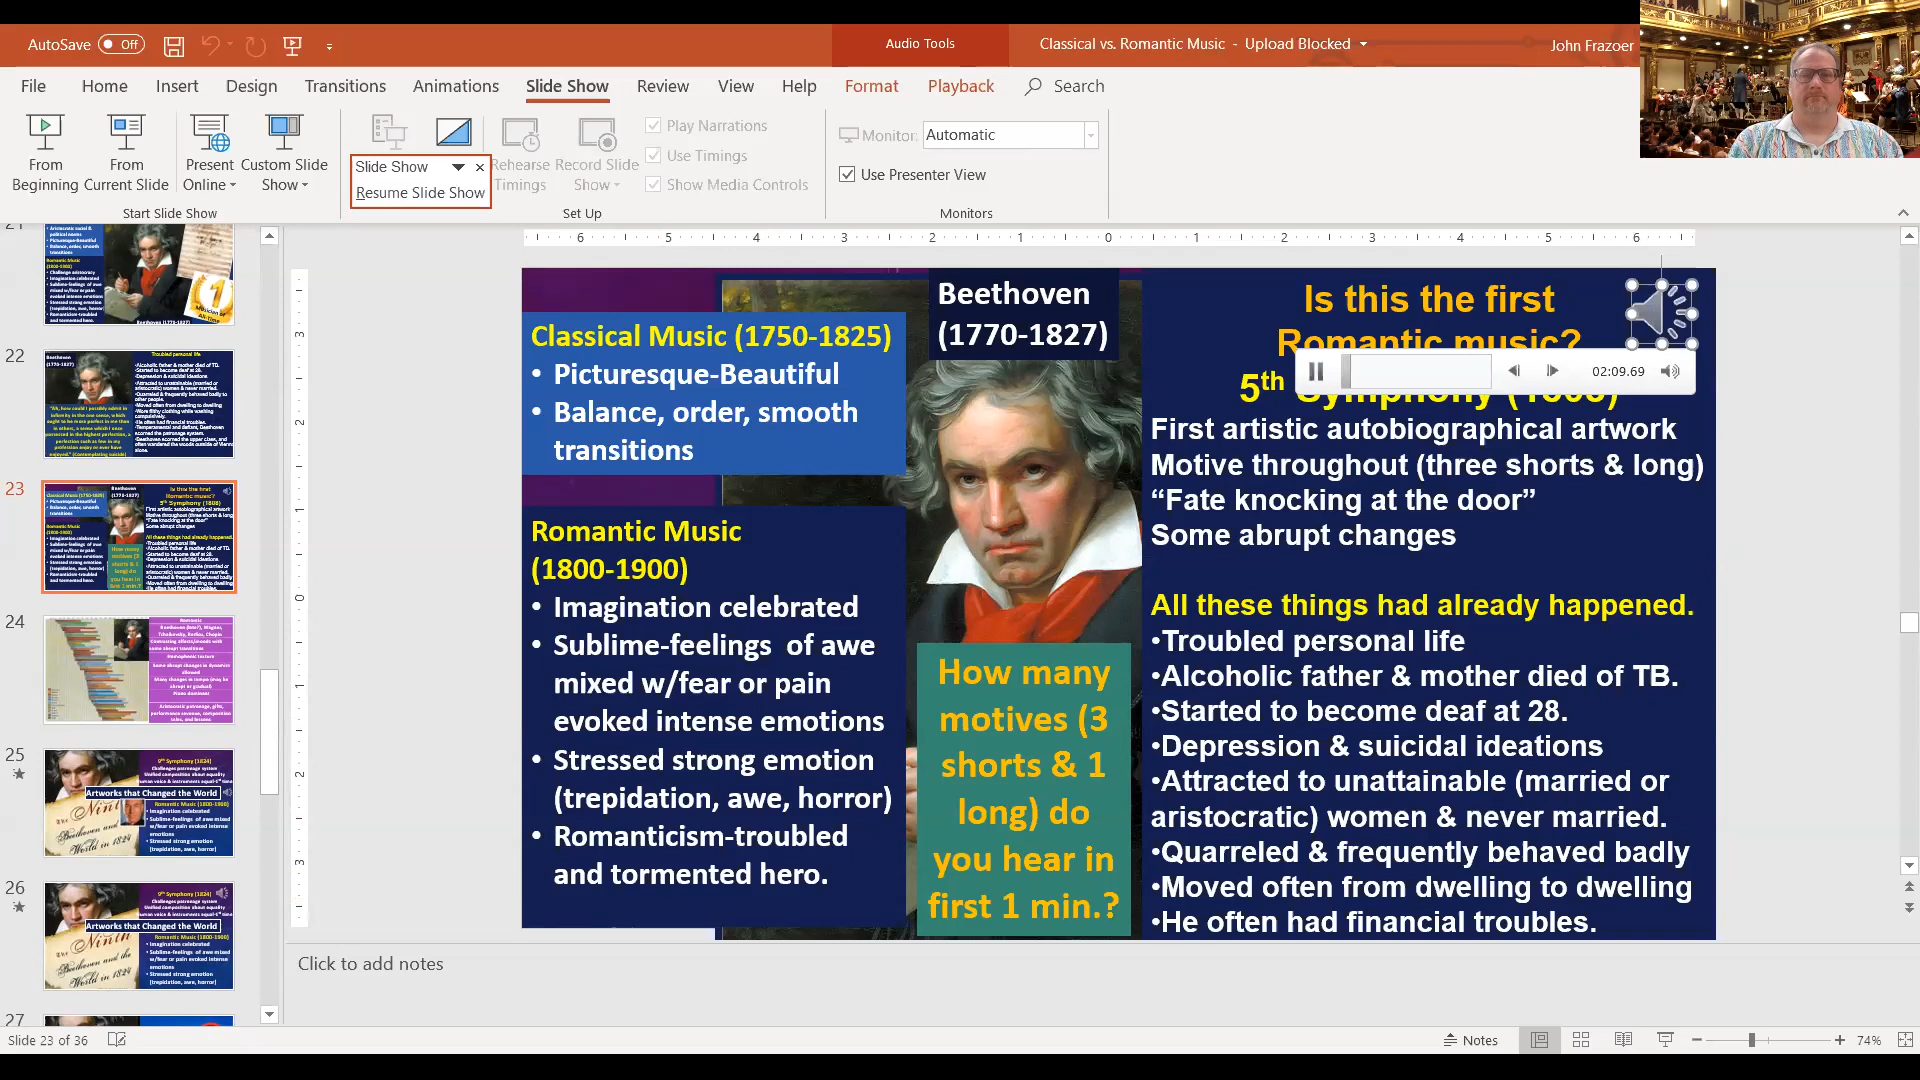 AutoSave Off
Audio Tools
Classical vs. Romantic Music - Upload Blocked
John Frazoer
File Home Insert Design Transitions Animations Slide Show Review View Help Format Playback Search
From Beginning
From Current Slide
Present Online
Custom Slide Show
Start Slide Show
Slide Show
Resume Slide Show
Rehearse Timings
Record Slide Show
Play Narrations
Use Timings
Show Media Controls
Set Up
Monitor: Automatic
Use Presenter View
Monitors
22
23
24
25
26
27
Classical Music (1750-1825)
• Picturesque-Beautiful
• Balance, order, smooth
transitions
Romantic Music
(1800-1900)
• Imagination celebrated
• Sublime-feelings of awe
mixed w/fear or pain
evoked intense emotions
• Stressed strong emotion
(trepidation, awe, horror)
• Romanticism-troubled
and tormented hero.
Beethoven
(1770-1827)
How many
motives (3
shorts & 1
long) do
you hear in
first 1 min.?
Is this the first
Romantic music?
5th Symphony (1808)
02:09.69
First artistic autobiographical artwork
Motive throughout (three shorts & long)
“Fate knocking at the door”
Some abrupt changes
All these things had already happened.
•Troubled personal life
•Alcoholic father & mother died of TB.
•Started to become deaf at 28.
•Depression & suicidal ideations
•Attracted to unattainable (married or
aristocratic) women & never married.
•Quarreled & frequently behaved badly
•Moved often from dwelling to dwelling
•He often had financial troubles.
Click to add notes
Slide 23 of 36
Notes
74%